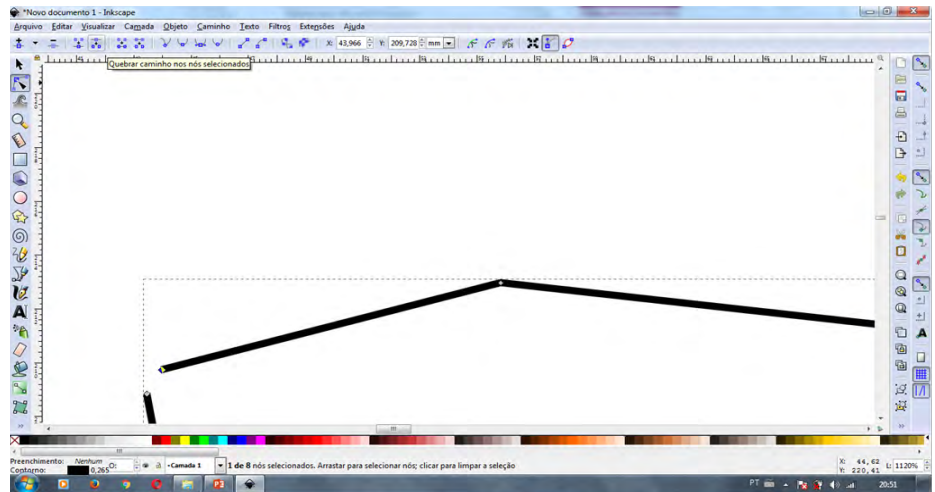 *Novo documento 1 - Inkscape
Arquivo Editar Visualizar Camada Objeto Caminho Texto Filtros Extensões Ajuda
X: 43,966 Y: 209,728 mm
Quebrar caminho nos nós selecionados
Preenchimento: Nenhum
Contorno: 0,265
O:
•Camada 1
1 de 8 nós selecionados. Arrastar para selecionar nós; clicar para limpar a seleção
X: 44,62
Y: 220,41
L: 1120%
PT
20:51